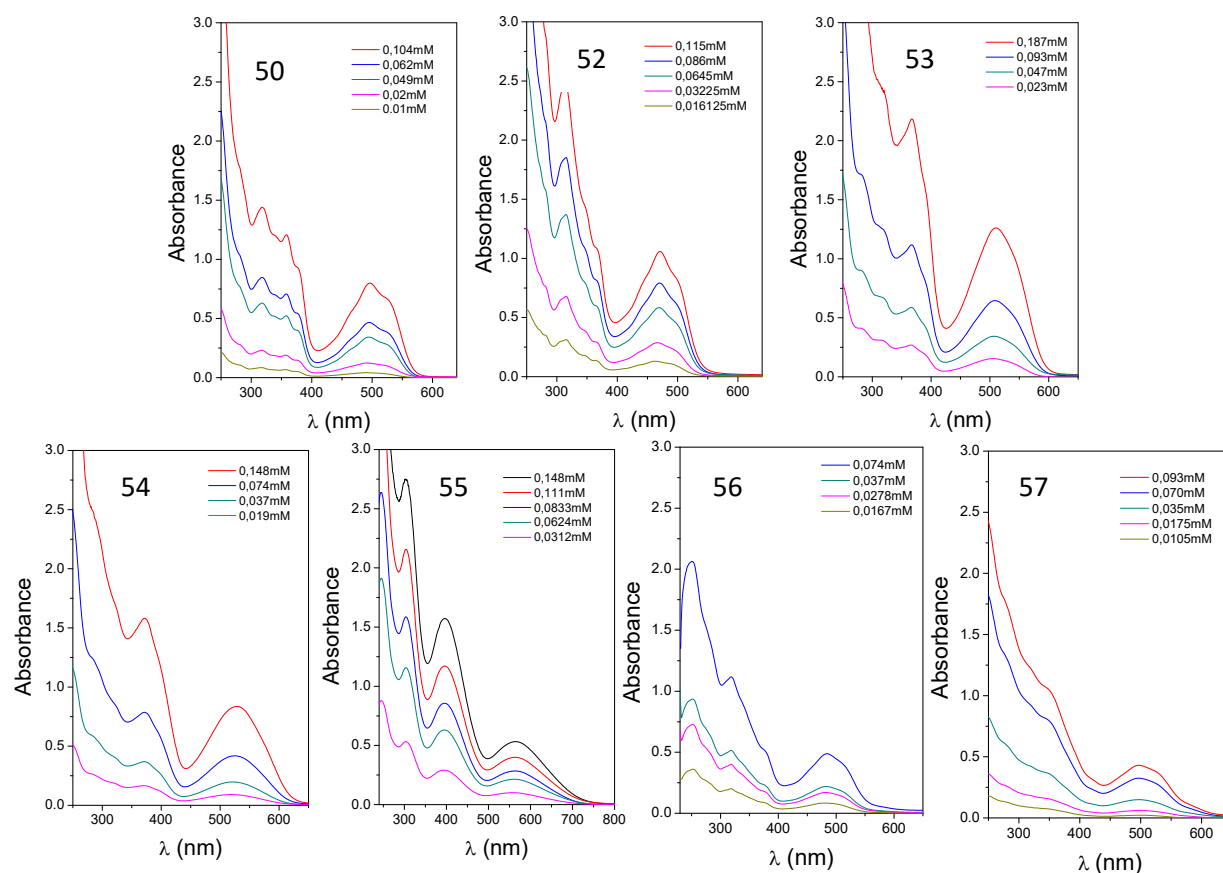 50
0,104mM
0,062mM
0,049mM
0,02mM
0.01mM
3.0
2.5
2.0
1.5
1.0
0.5
0.0
Absorbance
300 400 500 600
λ (nm)
52
0,115mM
0,086mM
0,0645mM
0,03225mM
0,016125mM
3.0
2.5
2.0
1.5
1.0
0.5
0.0
Absorbance
300 400 500 600
λ (nm)
53
0,187mM
0,093mM
0,047mM
0,023mM
3.0
2.5
2.0
1.5
1.0
0.5
0.0
Absorbance
300 400 500 600
λ (nm)
54
0,148mM
0,074mM
0,037mM
0,019mM
3.0
2.5
2.0
1.5
1.0
0.5
0.0
Absorbance
300 400 500 600
λ (nm)
55
0,148mM
0,111mM
0,0833mM
0,0624mM
0,0312mM
3.0
2.5
2.0
1.5
1.0
0.5
0.0
Absorbance
300 400 500 600 700 800
λ (nm)
56
0,074mM
0,037mM
0,0278mM
0,0167mM
3.0
2.5
2.0
1.5
1.0
0.5
0.0
Absorbance
300 400 500 600
λ (nm)
57
0,093mM
0,070mM
0,035mM
0,0175mM
0,0105mM
3.0
2.5
2.0
1.5
1.0
0.5
0.0
Absorbance
300 400 500 600
λ (nm)